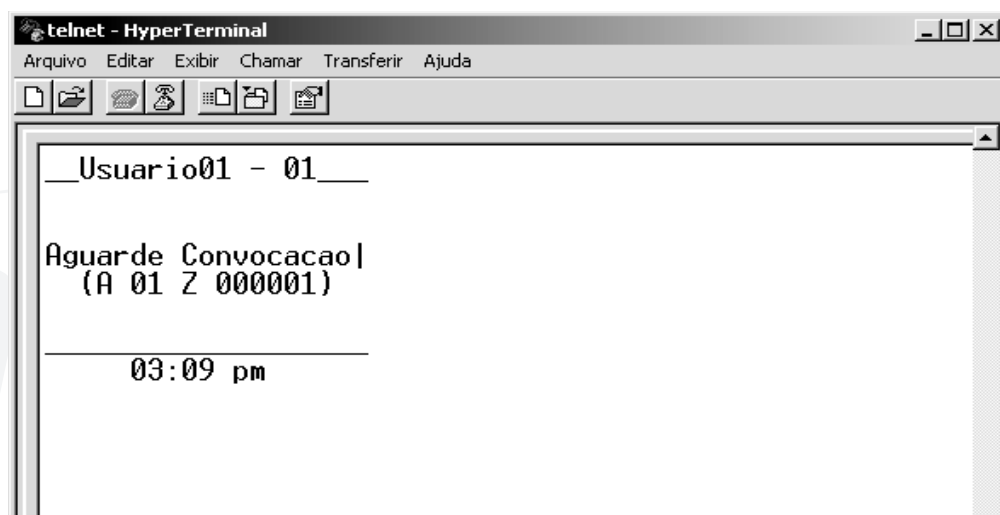 telnet - HyperTerminal
Arquivo Editar Exibir Chamar Transferir Ajuda
__Usuario01 - 01___
Aguarde Convocacao|
(A 01 Z 000001)
03:09 pm